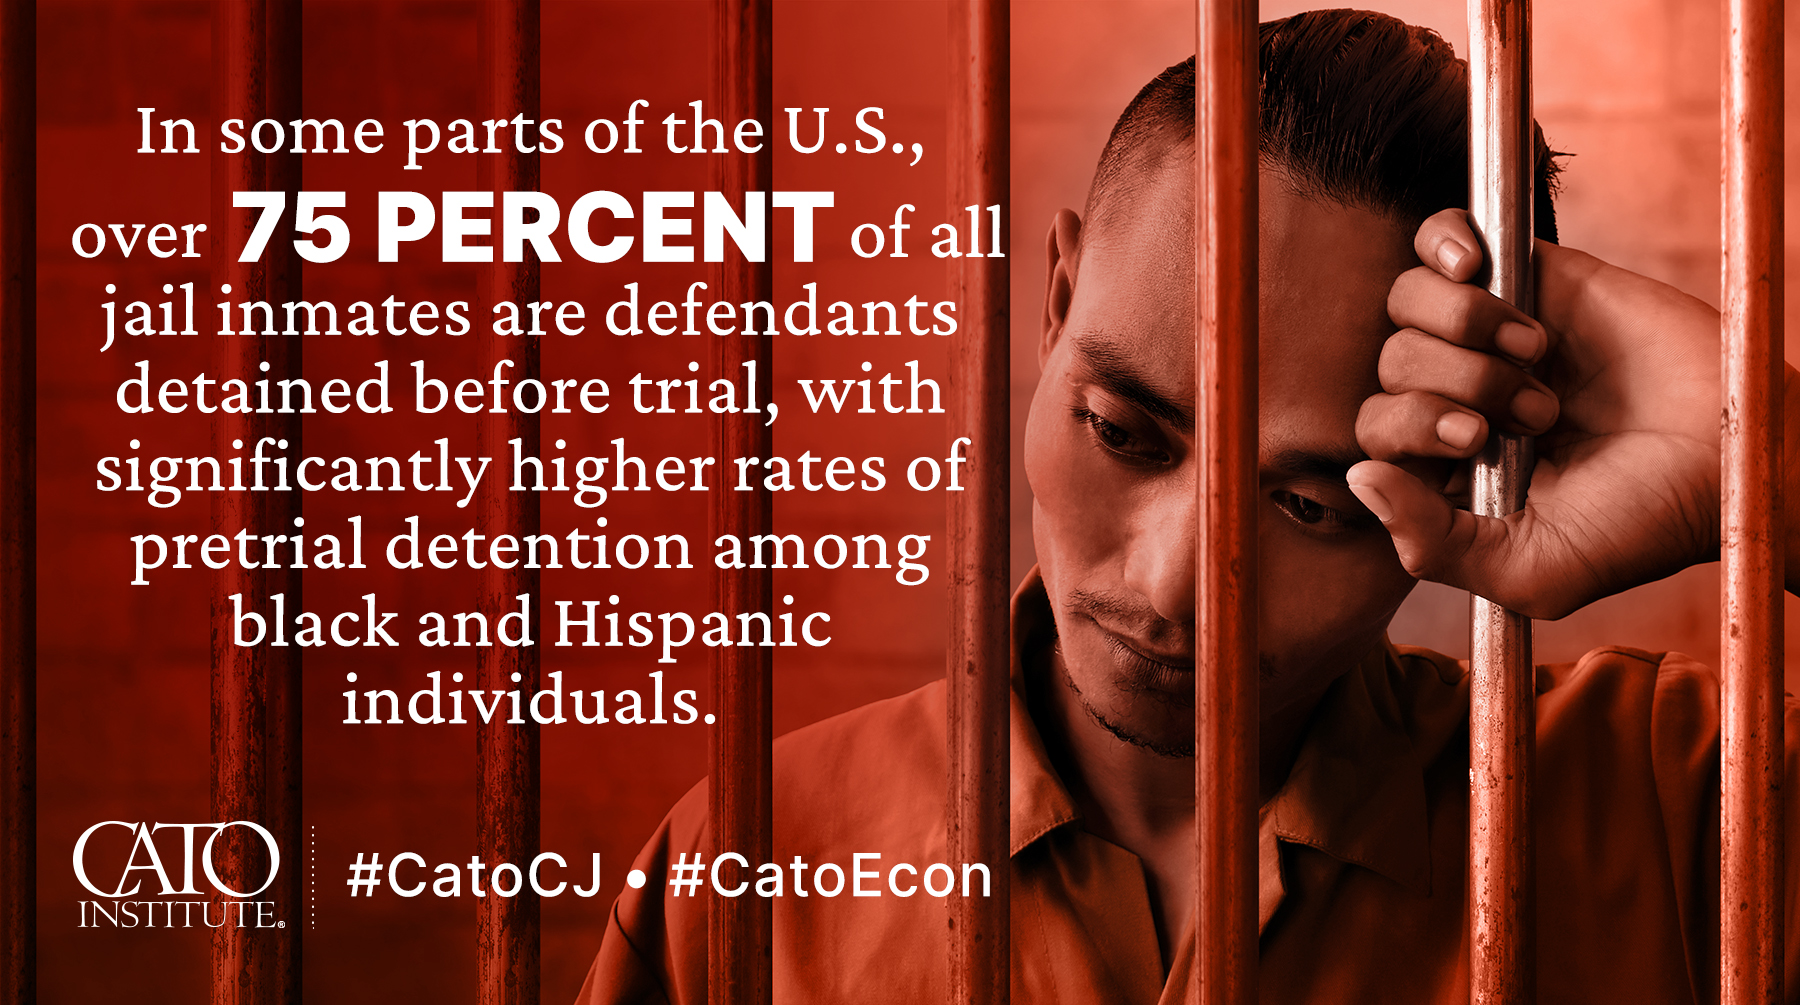 In some parts of the U.S.,
over 75 PERCENT of all
jail inmates are defendants
detained before trial, with
significantly higher rates of
pretrial detention among
black and Hispanic
individuals.
CATO
INSTITUTE®
#CatoCJ • #CatoEcon